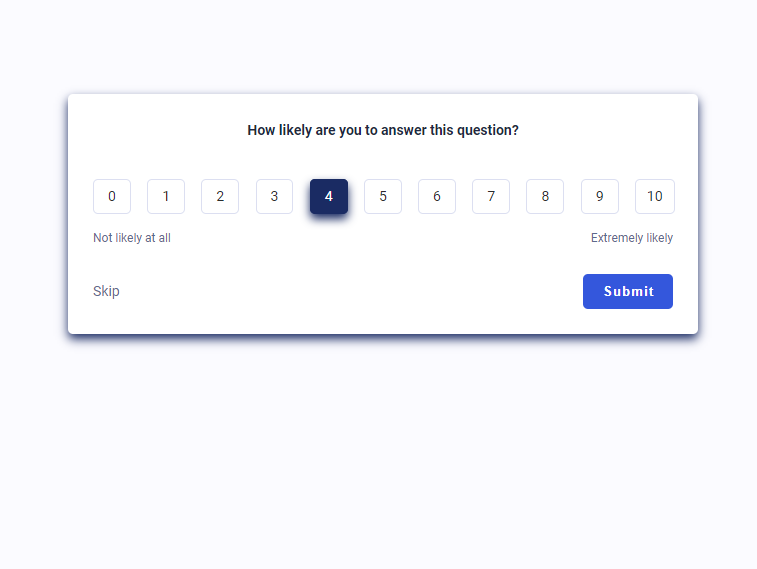 How likely are you to answer this question?
0 1 2 3 4 5 6 7 8 9 10
Not likely at all Extremely likely
Skip Submit